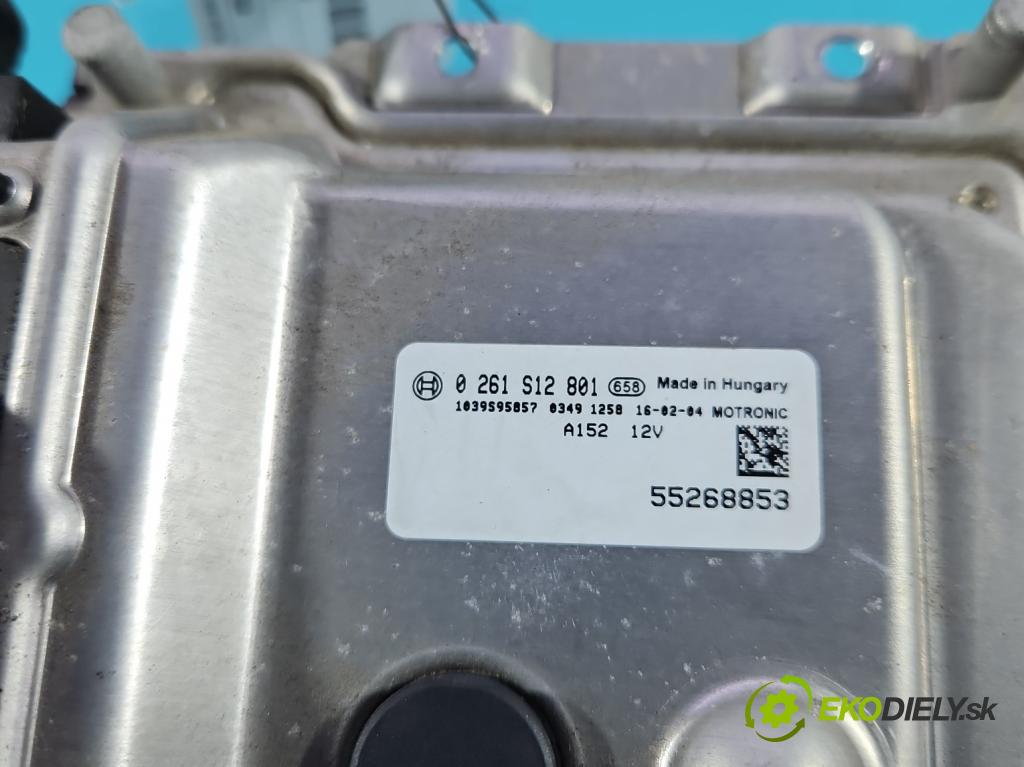 0 261 S12 801 658 Made in Hungary
1039S95857 0349 1258 16-02-04 MOTRONIC
A152 12V
55268853
EKODIELY.sk